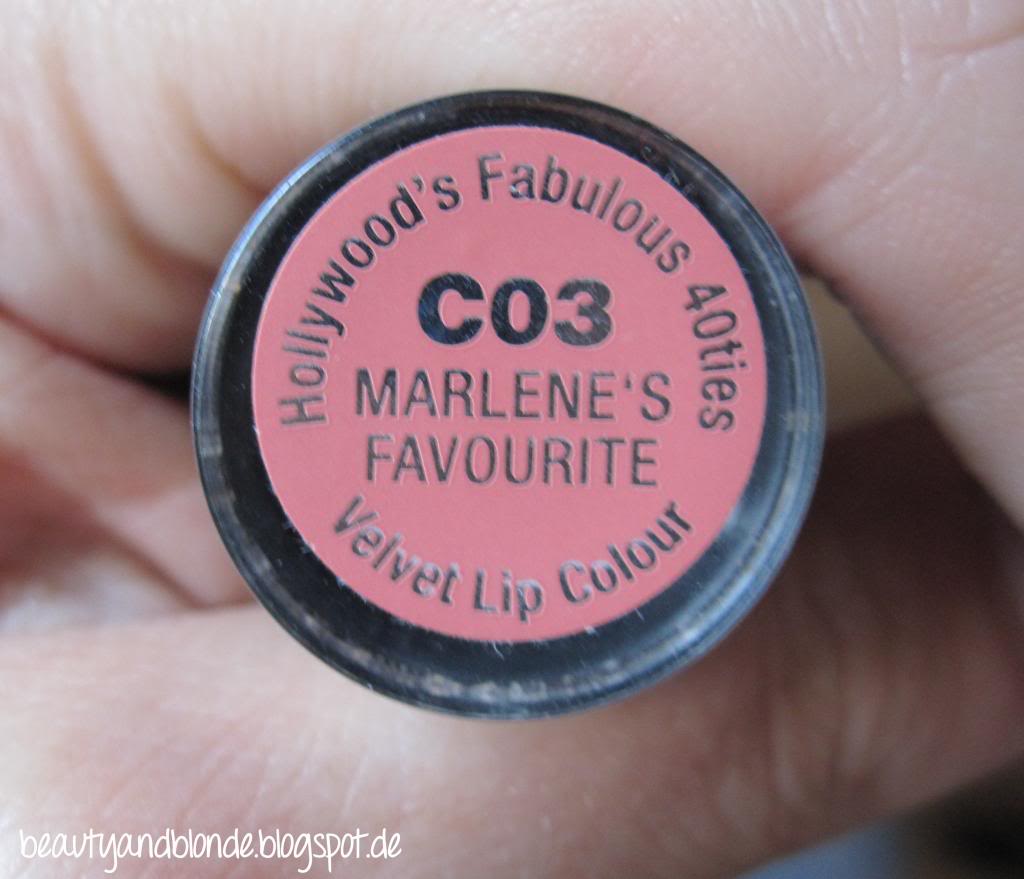 Hollywood's Fabulous 40ties
C03
MARLENE'S
FAVOURITE
Velvet Lip Colour
beautyandblonde.blogspot.de